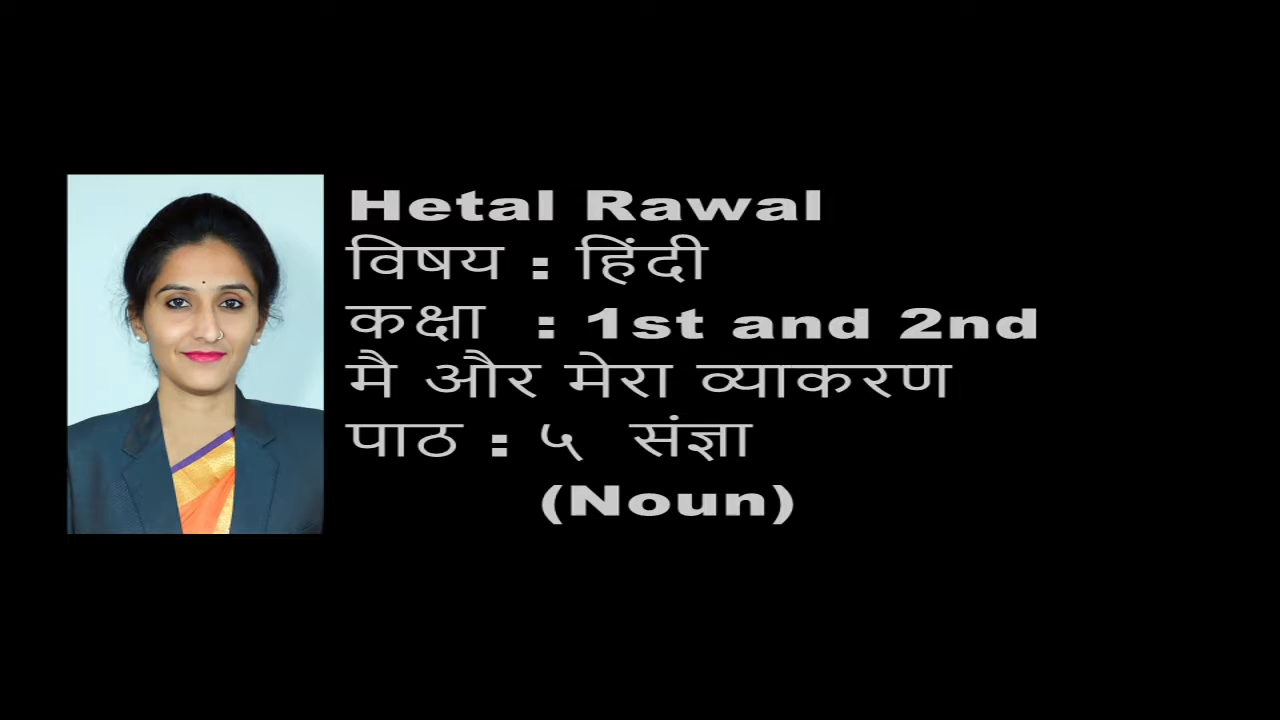 Hetal Rawal
विषय : हिंदी
कक्षा : 1st and 2nd
मै और मेरा व्याकरण
पाठ : ५ संज्ञा
(Noun)